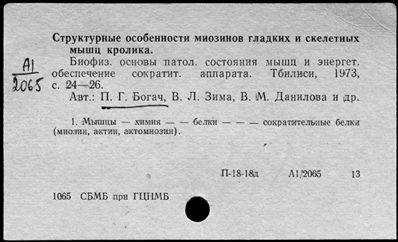 Структурные особенности миозинов гладких и скелетных
мышц кролика.
Биофиз. основы патол. состояния мышц и энергет.
обеспечение сократит. аппарата. Тбилиси, 1973,
с. 24—26.
А1
2065
Авт.: П. Г. Богач, В. Л. Зима, В. М. Данилова и др.
1. Мышцы — химия — — белки — — — сократительные белки
(миозин, актин, актомиозин).
П-18-18д А1/2065 13
1065 СБМБ при ГЦНМБ